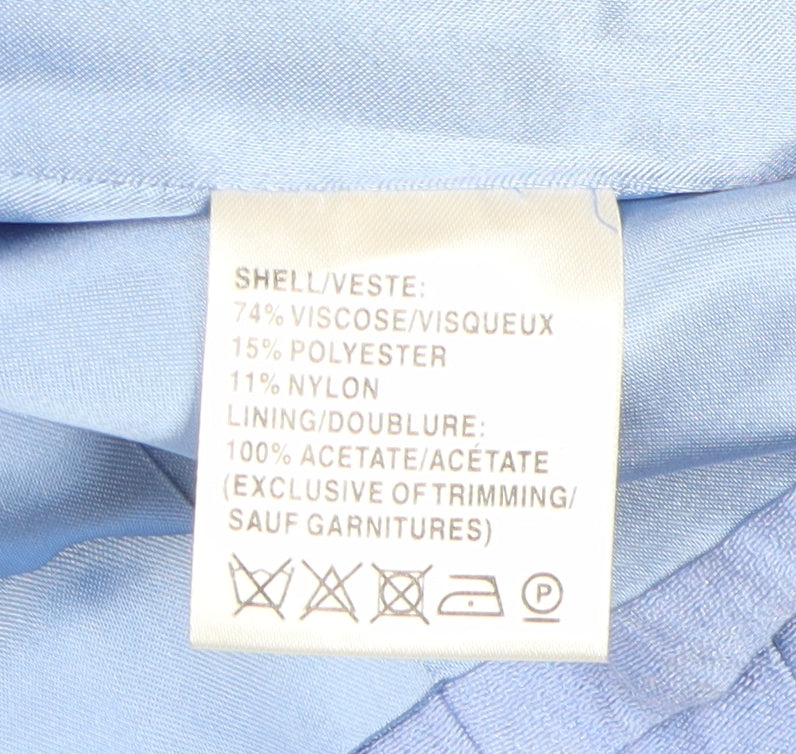 SHELL/VESTE:
74% VISCOSE/VISQUEUX
15% POLYESTER
11% NYLON
LINING/DOUBLURE:
100% ACETATE/ACÉTATE
(EXCLUSIVE OF TRIMMING/
SAUF GARNITURES)
P